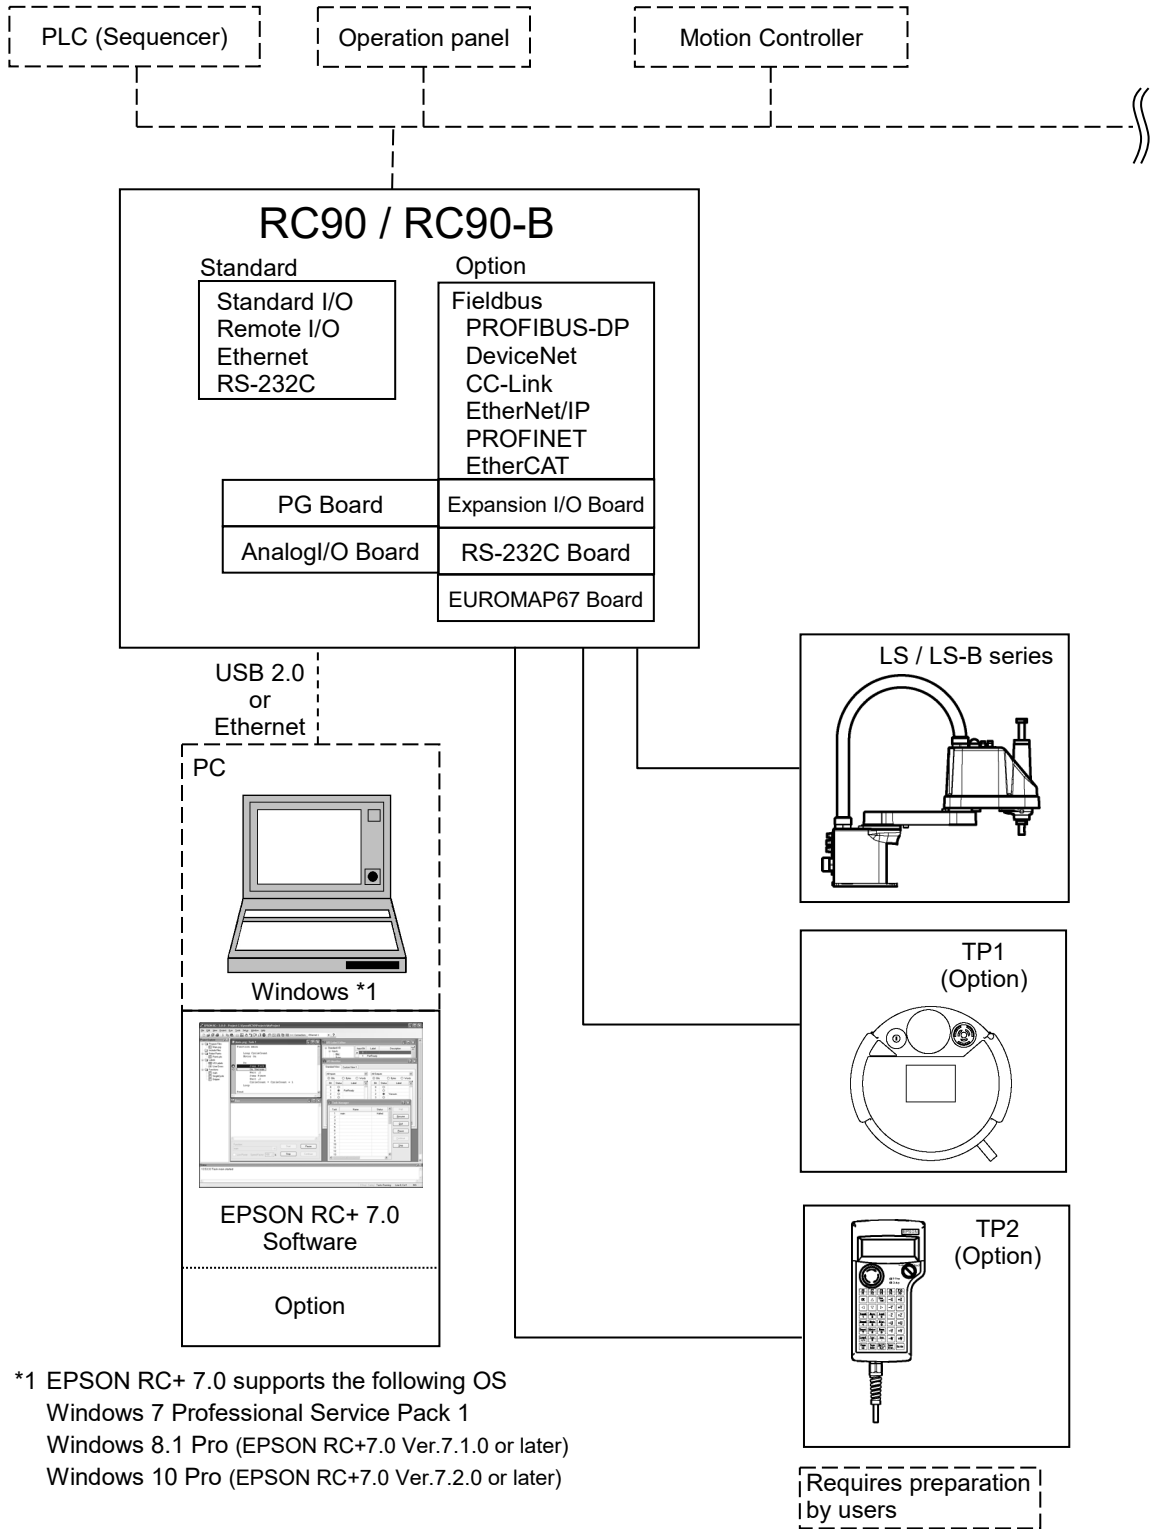 PLC (Sequencer)
Operation panel
Motion Controller
RC90 / RC90-B
Standard
Standard I/O
Remote I/O
Ethernet
RS-232C
Option
Fieldbus
PROFIBUS-DP
DeviceNet
CC-Link
EtherNet/IP
PROFINET
EtherCAT
PG Board
Expansion I/O Board
AnalogI/O Board
RS-232C Board
EUROMAP67 Board
USB 2.0
or
Ethernet
PC
Windows *1
EPSON RC+ 7.0
Software
Option
LS / LS-B series
TP1
(Option)
TP2
(Option)
*1 EPSON RC+ 7.0 supports the following OS
Windows 7 Professional Service Pack 1
Windows 8.1 Pro (EPSON RC+7.0 Ver.7.1.0 or later)
Windows 10 Pro (EPSON RC+7.0 Ver.7.2.0 or later)
Requires preparation
by users